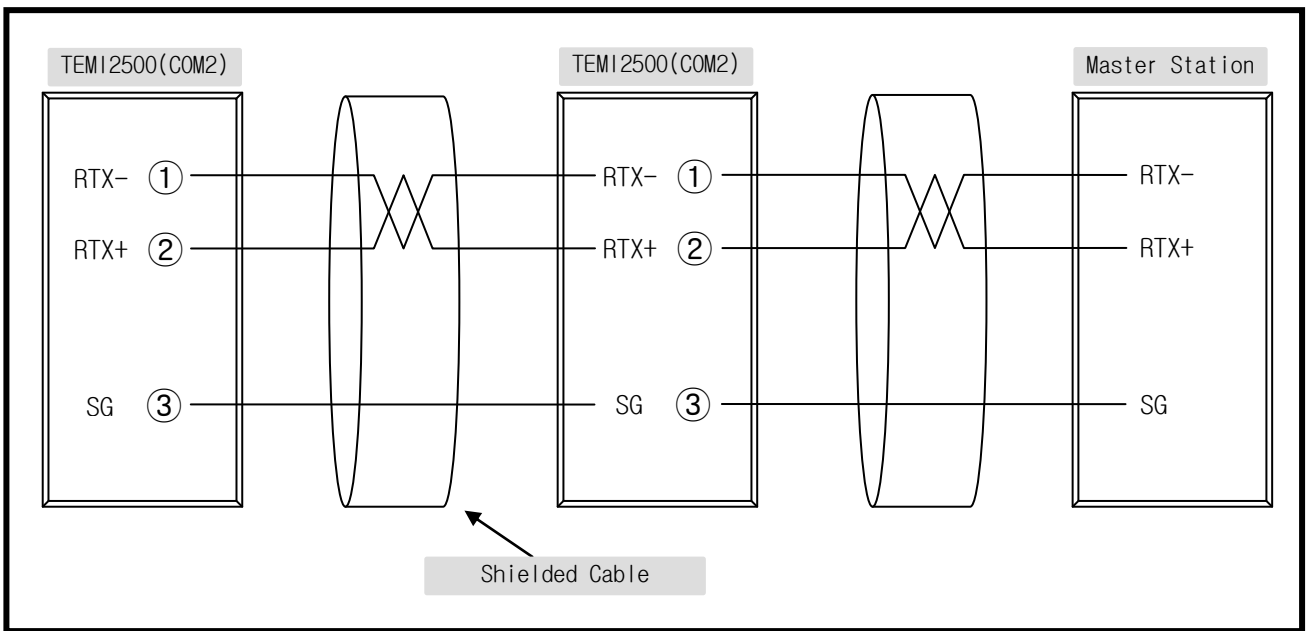 TEMI2500(COM2) TEMI2500(COM2) Master Station
RTX- ① RTX- ① RTX-
RTX+ ② RTX+ ② RTX+
SG ③ SG ③ SG
Shielded Cable